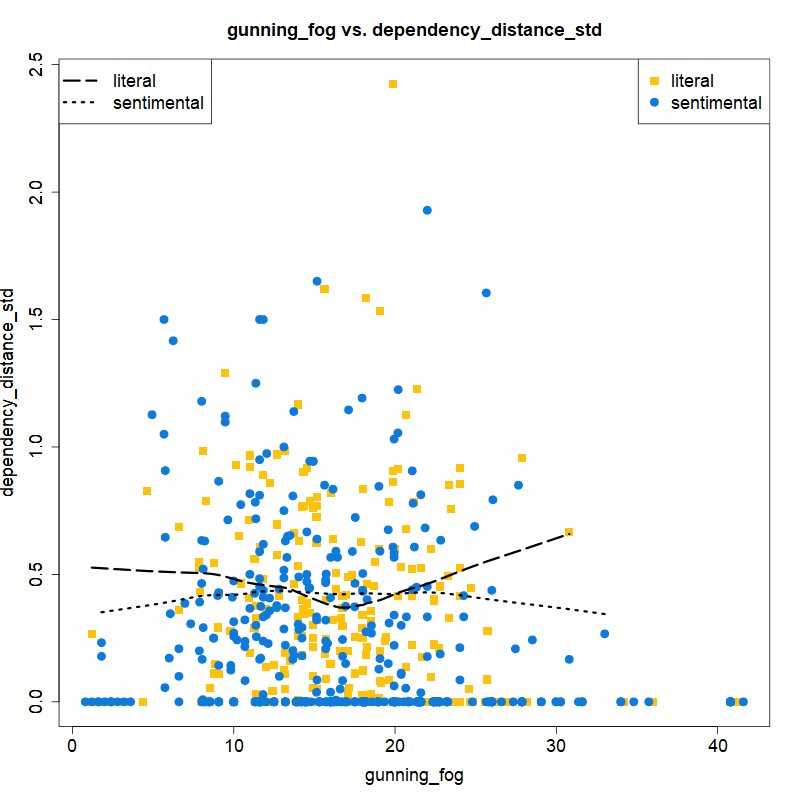 gunning_fog vs. dependency_distance_std
literal
sentimental
literal
sentimental
dependency_distance_std
2.5
2.0
1.5
1.0
0.5
0.0
0
10
20
30
40
gunning_fog